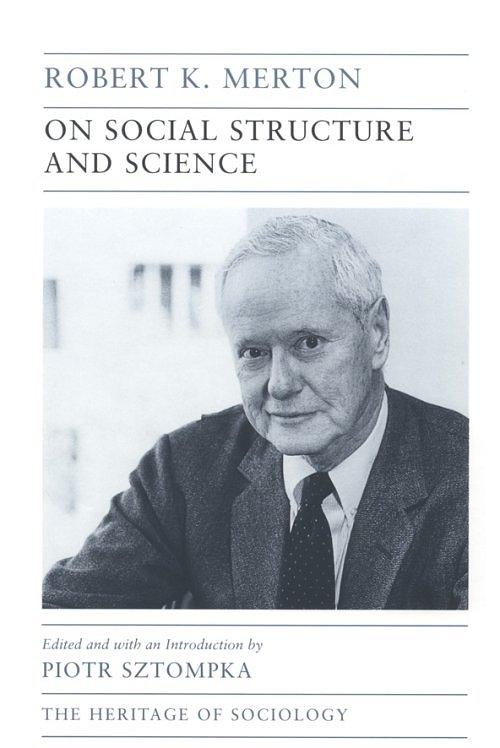 ROBERT K. MERTON
ON SOCIAL STRUCTURE
AND SCIENCE
Edited and with an Introduction by
PIOTR SZTOMPKA
THE HERITAGE OF SOCIOLOGY